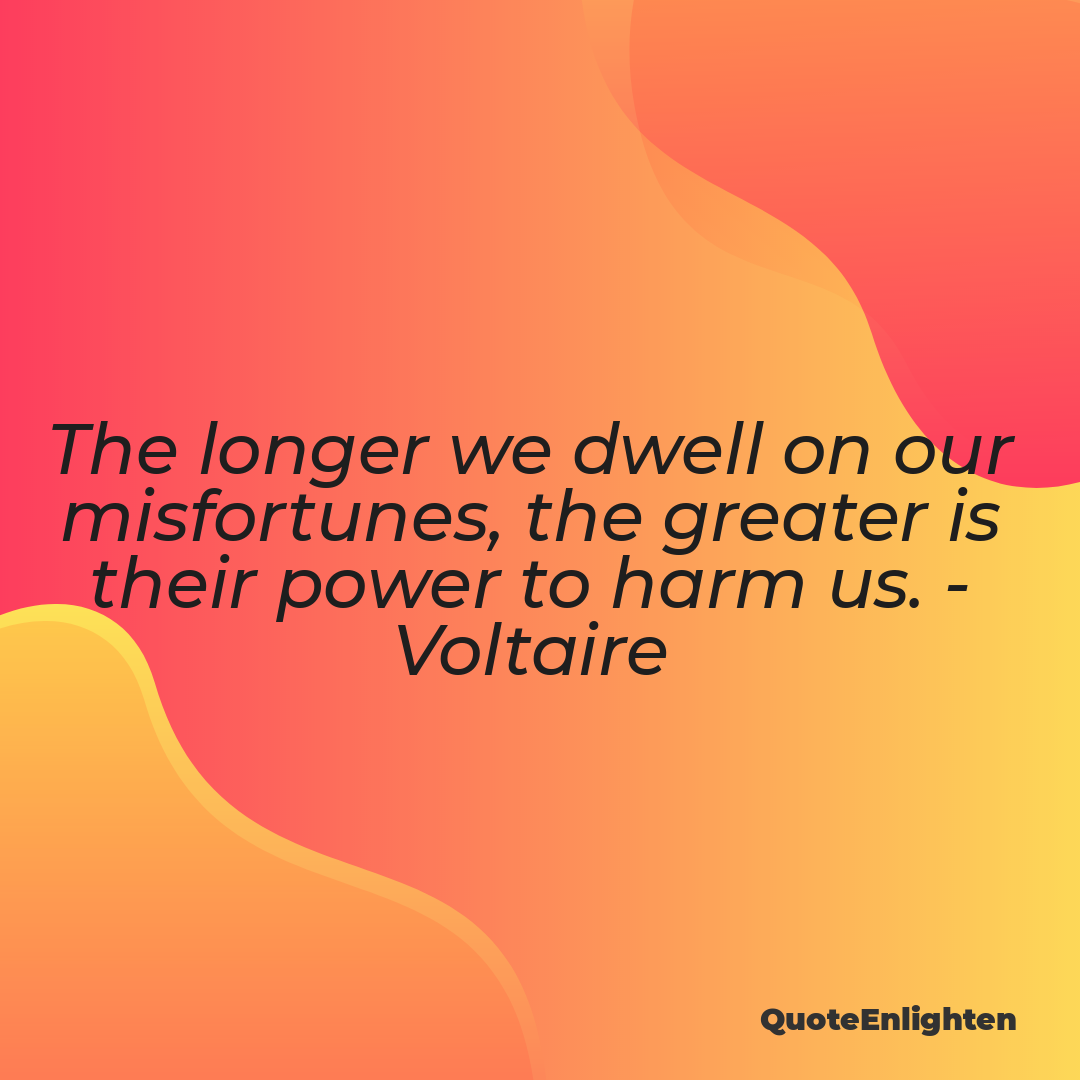 The longer we dwell on our
misfortunes, the greater is
their power to harm us. -
Voltaire
QuoteEnlighten